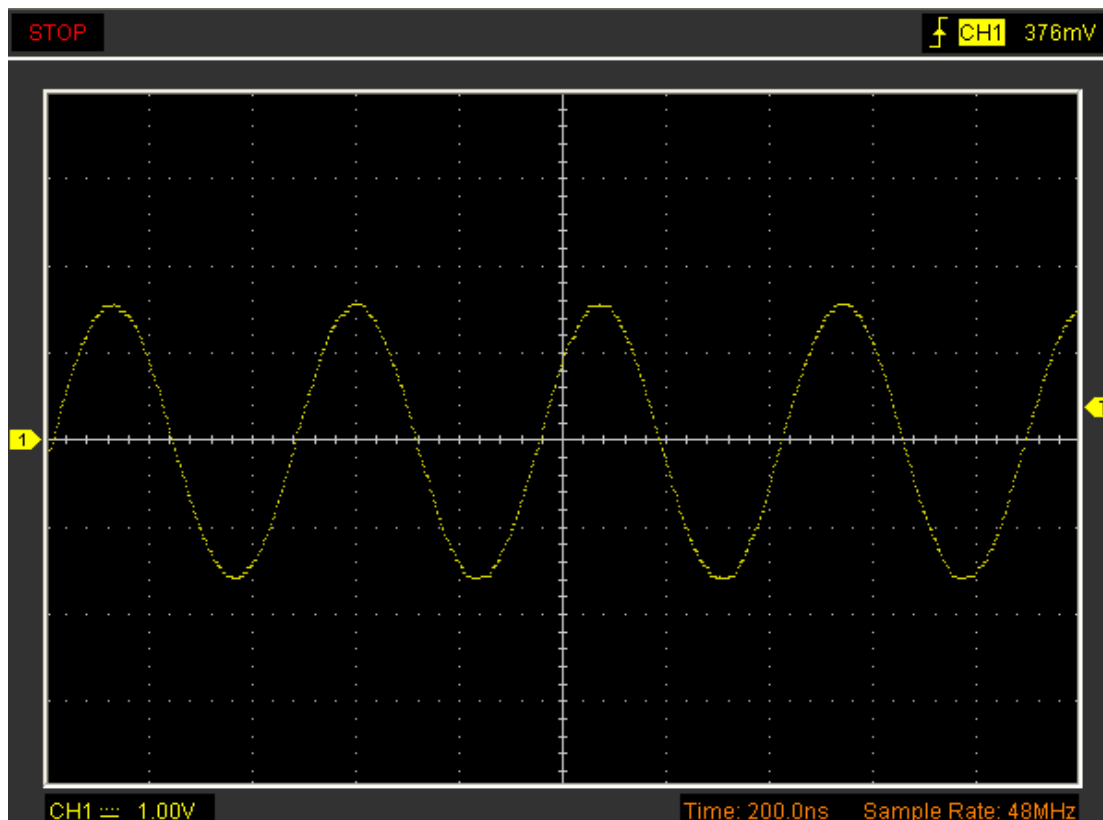 STOP
CH1 376mV
1
T
CH1 1.00V
Time: 200.0ns Sample Rate: 48MHz